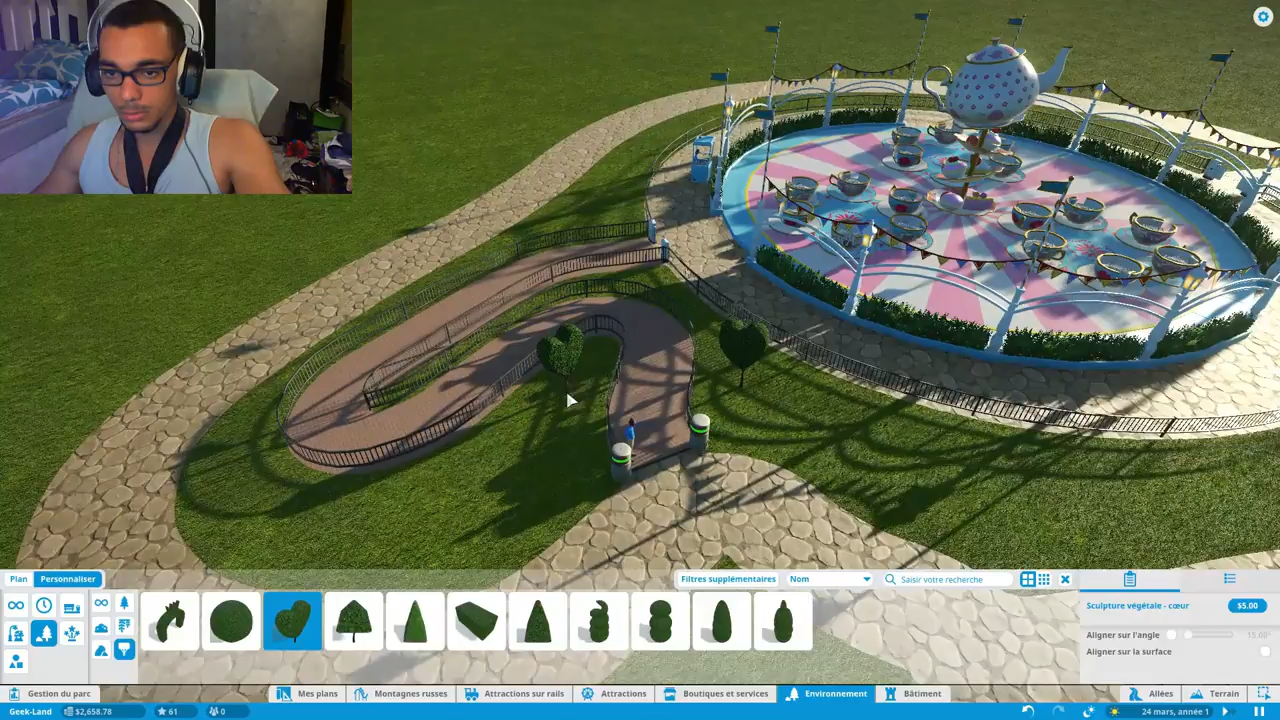 Plan
Personnaliser
Filtres supplémentaires
Nom
Saisir votre recherche
Sculpture végétale - cœur
$5.00
Aligner sur l'angle
15.00°
Aligner sur la surface
Gestion du parc
Mes plans
Montagnes russes
Attractions sur rails
Attractions
Boutiques et services
Environnement
Bâtiment
Allées
Terrain
Geek-Land
$2,658.78
61
0
24 mars, année 1